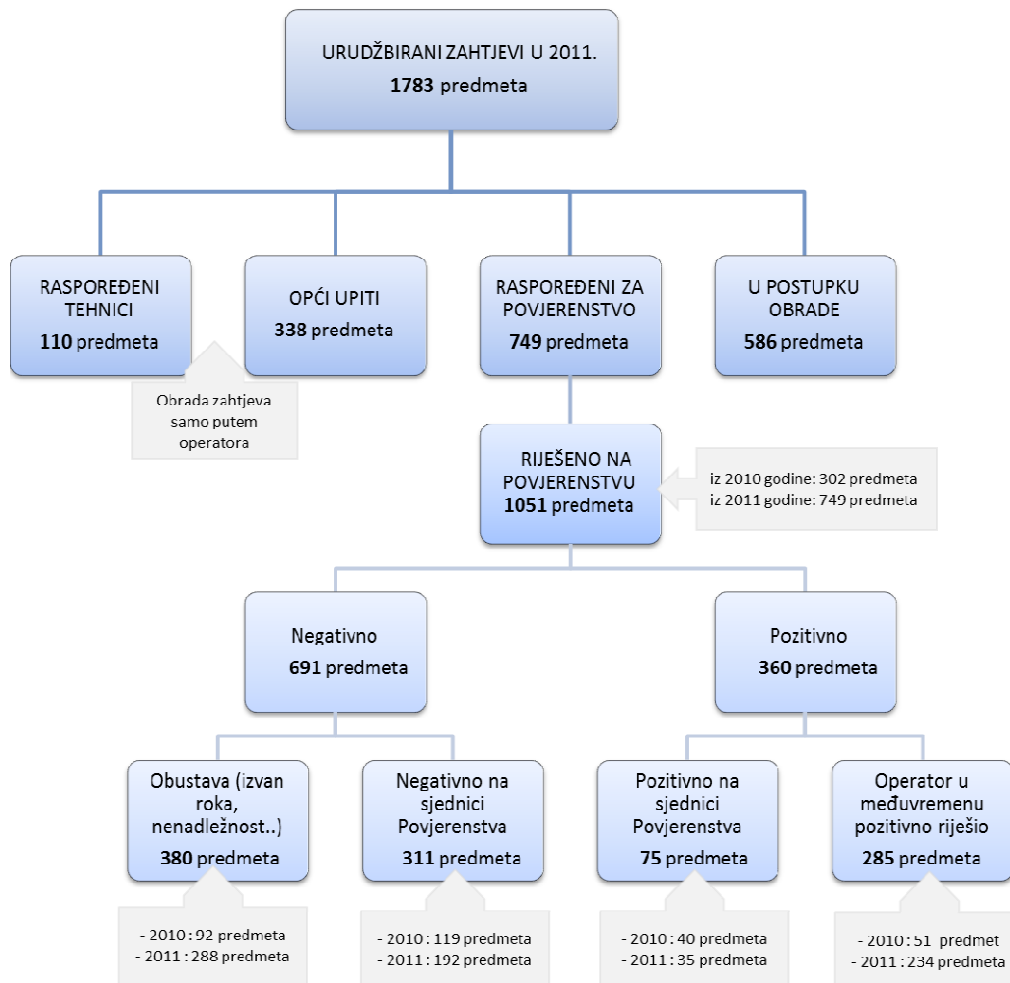 URUDŽBIRANI ZAHTJEVI U 2011.
1783 predmeta
RASPOREĐENI
TEHNICI
110 predmeta
OPĆI UPITI
338 predmeta
RASPOREĐENI ZA
POVJERENSTVO
749 predmeta
U POSTUPKU
OBRADE
586 predmeta
Obrada zahtjeva
samo putem
operatora
RIJEŠENO NA
POVJERENSTVU
1051 predmeta
iz 2010 godine: 302 predmeta
iz 2011 godine: 749 predmeta
Negativno
691 predmeta
Pozitivno
360 predmeta
Obustava (izvan
roka,
nenadležnost..)
380 predmeta
Negativno na
sjednici
Povjerenstva
311 predmeta
Pozitivno na
sjednici
Povjerenstva
75 predmeta
Operator u
međuvremenu
pozitivno riješio
285 predmeta
- 2010: 92 predmeta
- 2011: 288 predmeta
- 2010: 119 predmeta
- 2011: 192 predmeta
- 2010: 40 predmeta
- 2011: 35 predmeta
- 2010: 51 predmet
- 2011: 234 predmeta